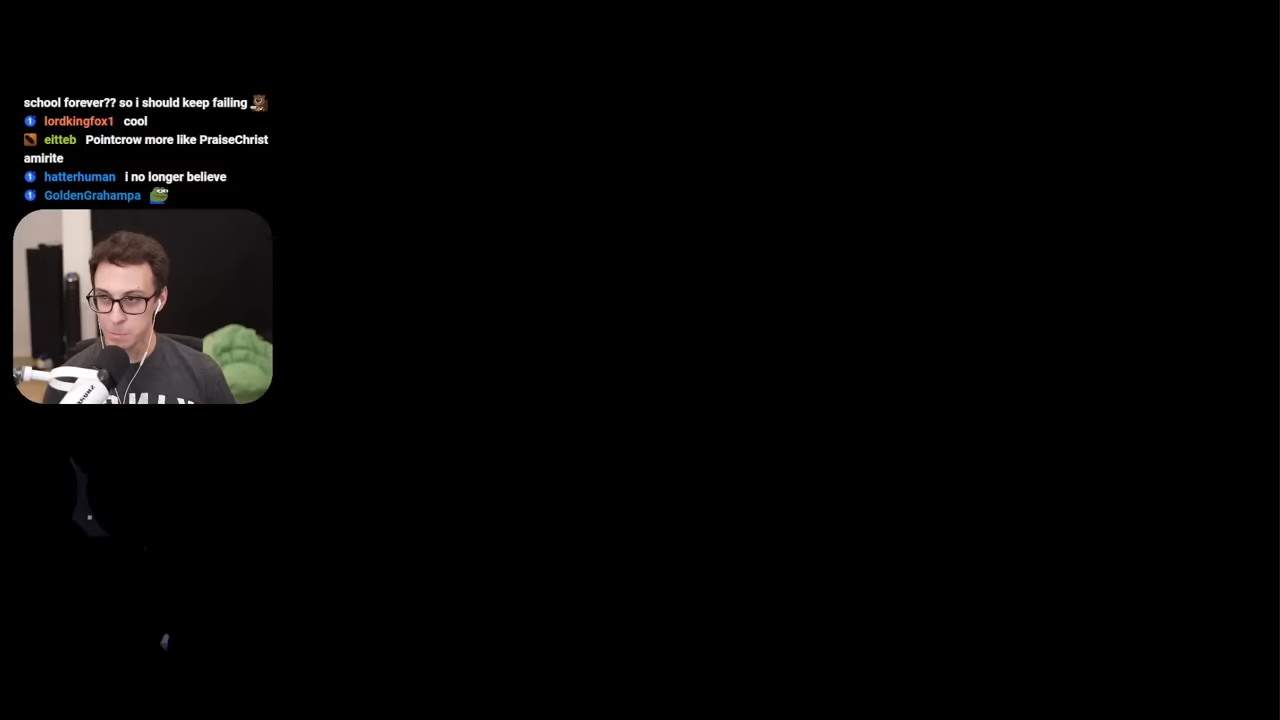 school forever?? so i should keep failing
lordkingfox1 cool
eitteb Pointcrow more like PraiseChrist
amirite
hatterhuman i no longer believe
GoldenGrahampa